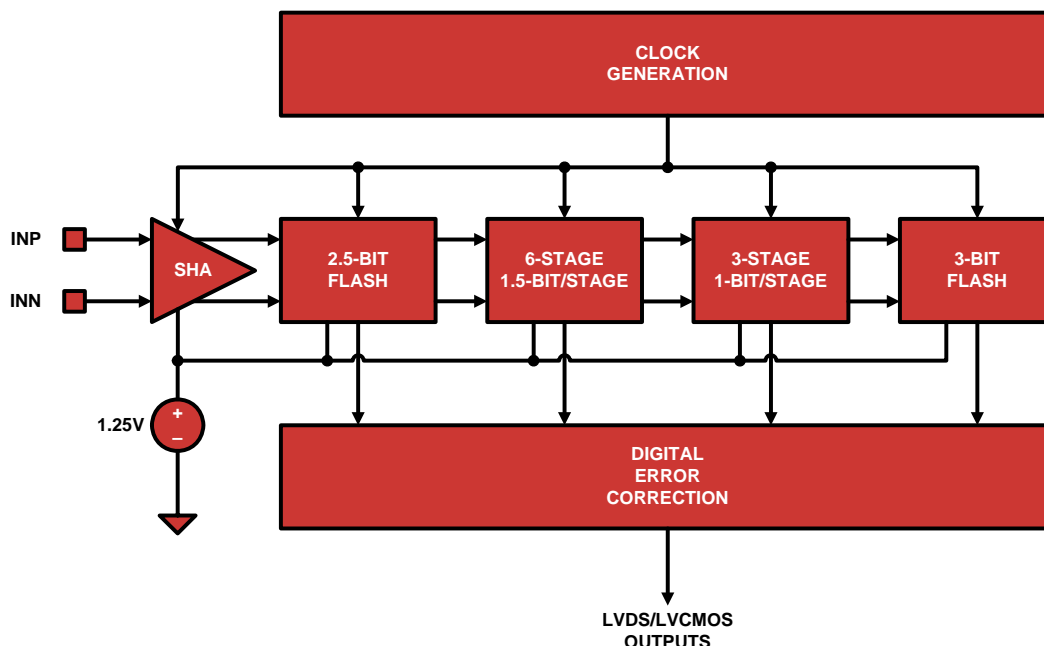 CLOCK
GENERATION
INP
INN
SHA
2.5-BIT
FLASH
6-STAGE
1.5-BIT/STAGE
3-STAGE
1-BIT/STAGE
3-BIT
FLASH
1.25V
+
–
DIGITAL
ERROR
CORRECTION
LVDS/LVCMOS
OUTPUTS